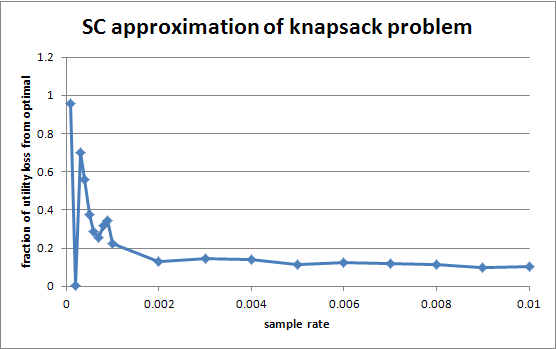 SC approximation of knapsack problem
fraction of utility loss from optimal
1.2
1
0.8
0.6
0.4
0.2
0
0 0.002 0.004 0.006 0.008 0.01
sample rate